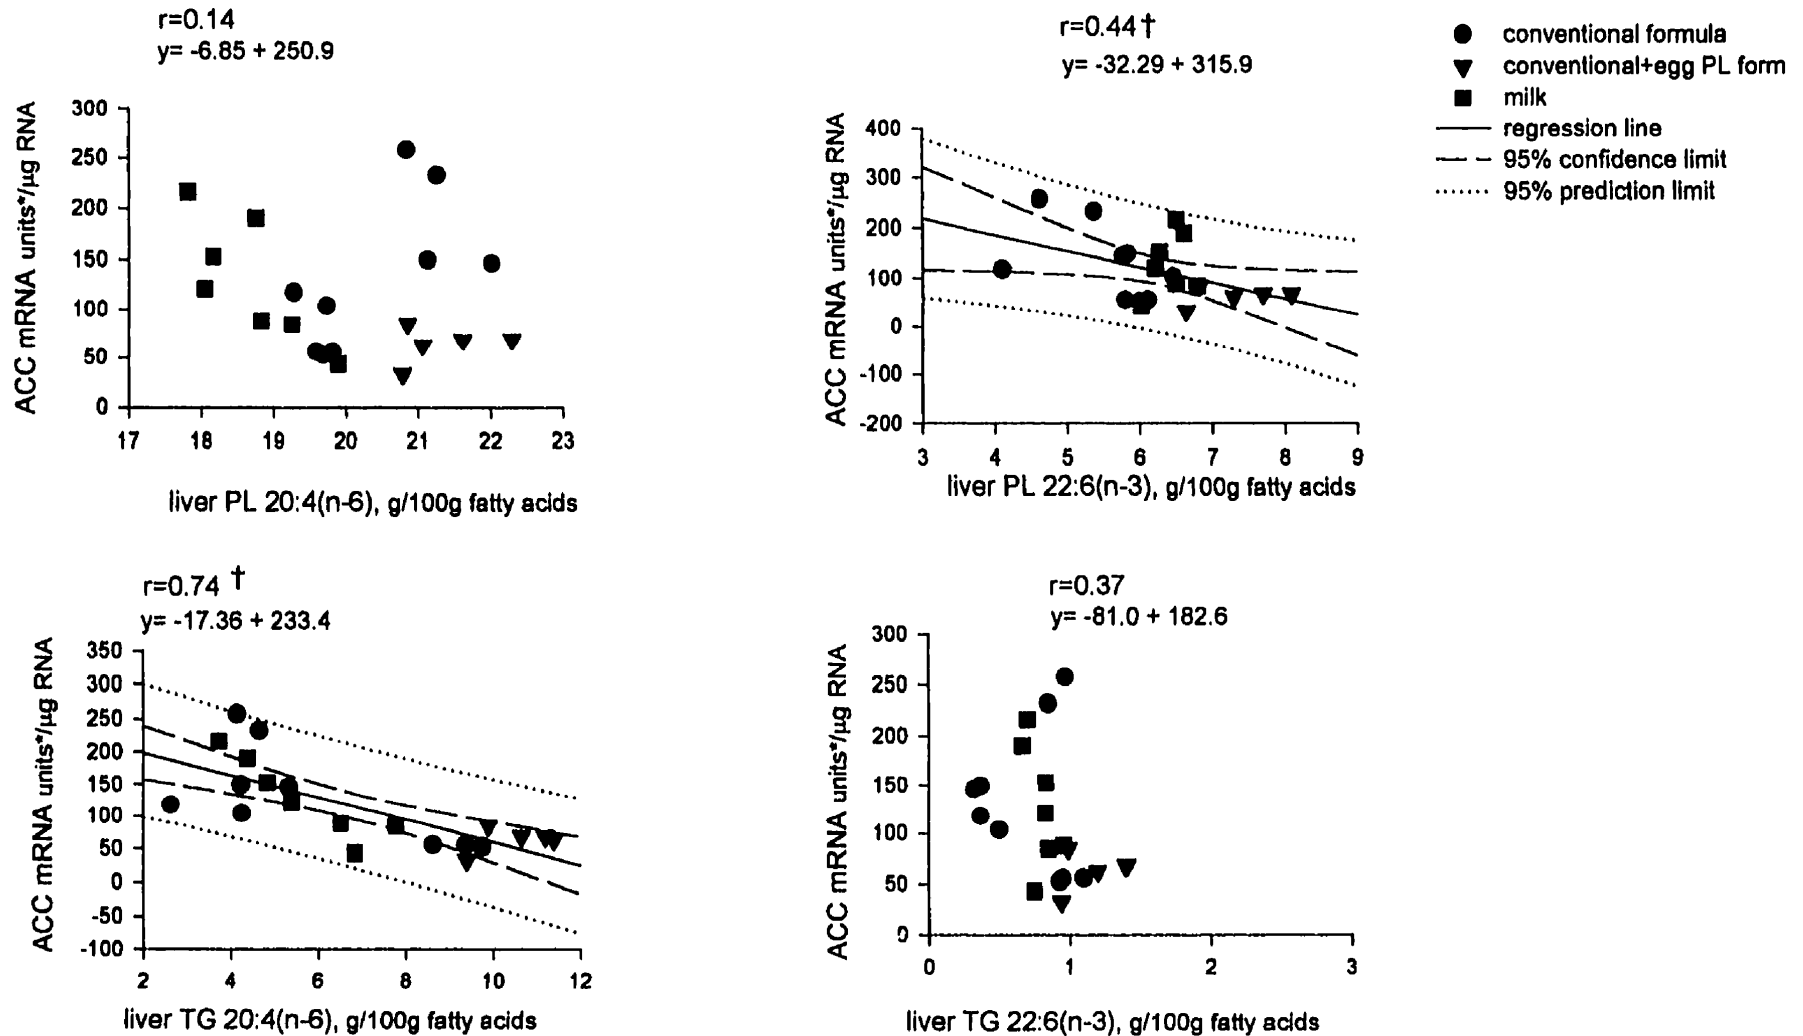 r=0.14
y= -6.85 + 250.9
ACC mRNA units*/µg RNA
300
250
200
150
100
50
0
17 18 19 20 21 22 23
liver PL 20:4(n-6), g/100g fatty acids
r=0.44†
y= -32.29 + 315.9
ACC mRNA units*/µg RNA
400
300
200
100
0
-100
-200
3 4 5 6 7 8 9
liver PL 22:6(n-3), g/100g fatty acids
conventional formula
conventional+egg PL form
milk
regression line
95% confidence limit
95% prediction limit
r=0.74 †
y= -17.36 + 233.4
ACC mRNA units*/µg RNA
350
300
250
200
150
100
50
0
-50
-100
2 4 6 8 10 12
liver TG 20:4(n-6), g/100g fatty acids
r=0.37
y= -81.0 + 182.6
ACC mRNA units*/µg RNA
300
250
200
150
100
50
0
0 1 2 3
liver TG 22:6(n-3), g/100g fatty acids